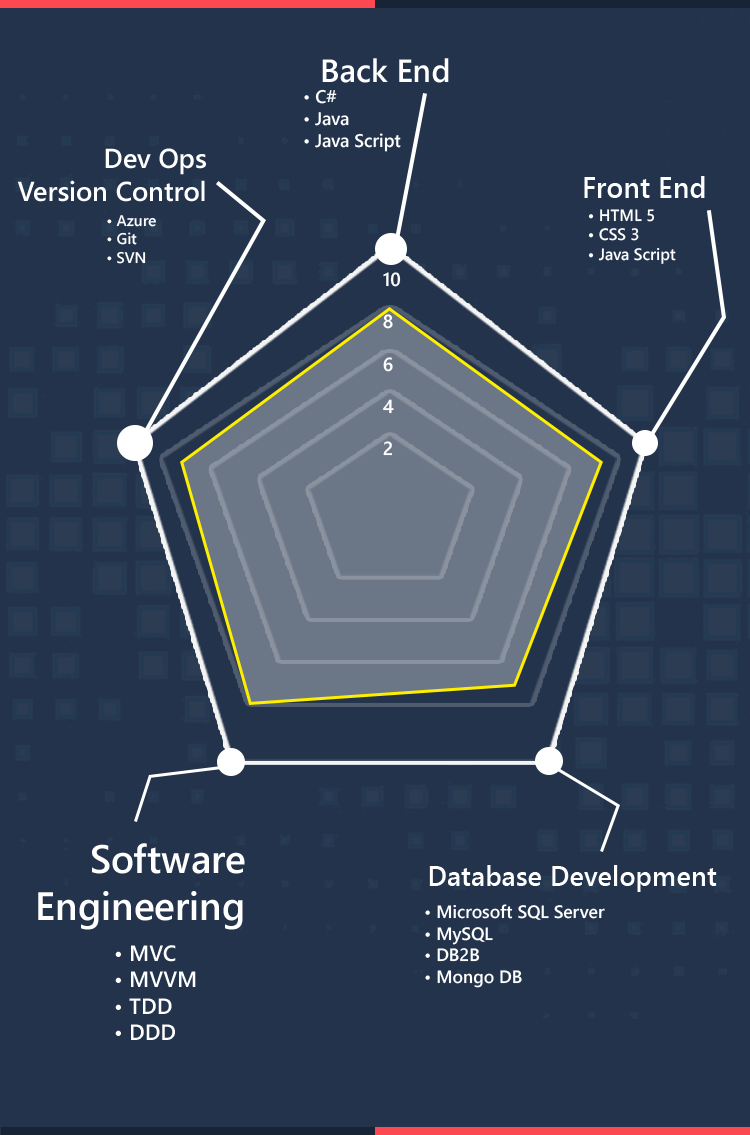 Back End
• C#
• Java
• Java Script
Dev Ops
Version Control
• Azure
• Git
• SVN
Front End
• HTML 5
• CSS 3
• Java Script
10
8
6
4
2
Software
Engineering
• MVC
• MVVM
• TDD
• DDD
Database Development
• Microsoft SQL Server
• MySQL
• DB2B
• Mongo DB